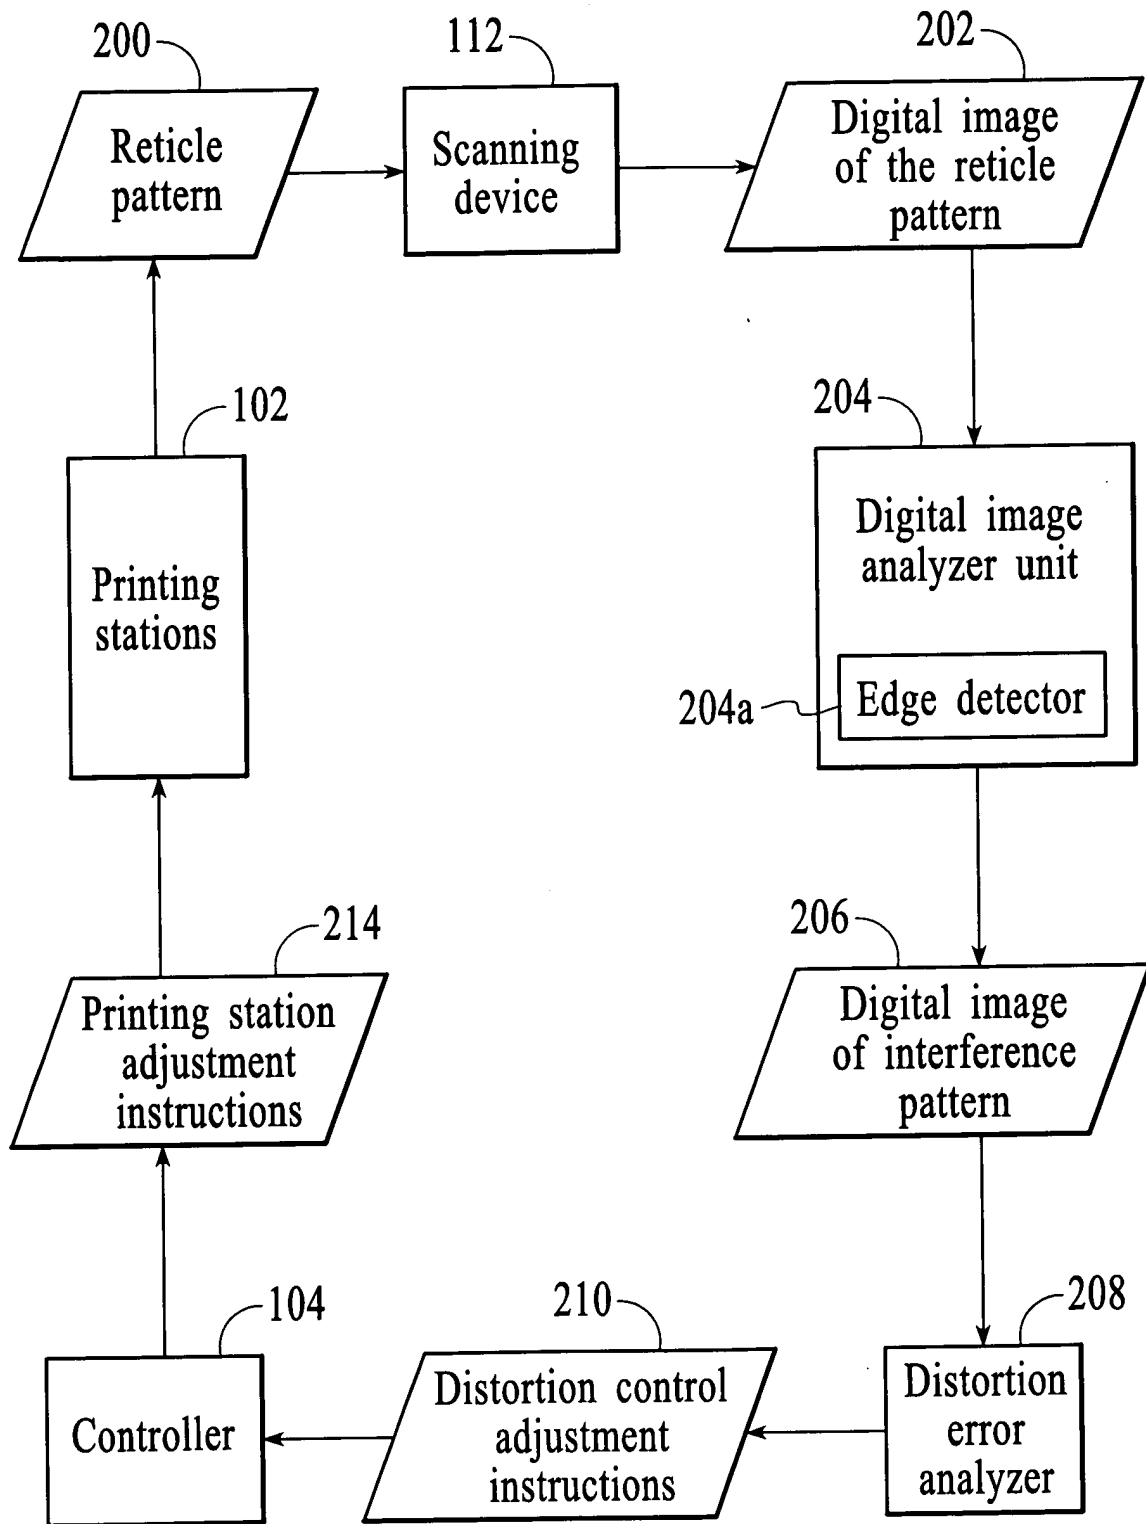 200
112
202
Reticle
pattern
Scanning
device
Digital image
of the reticle
pattern
102
204
Printing
stations
Digital image
analyzer unit
204a
Edge detector
214
206
Printing station
adjustment
instructions
Digital image
of interference
pattern
104
210
208
Controller
Distortion control
adjustment
instructions
Distortion
error
analyzer